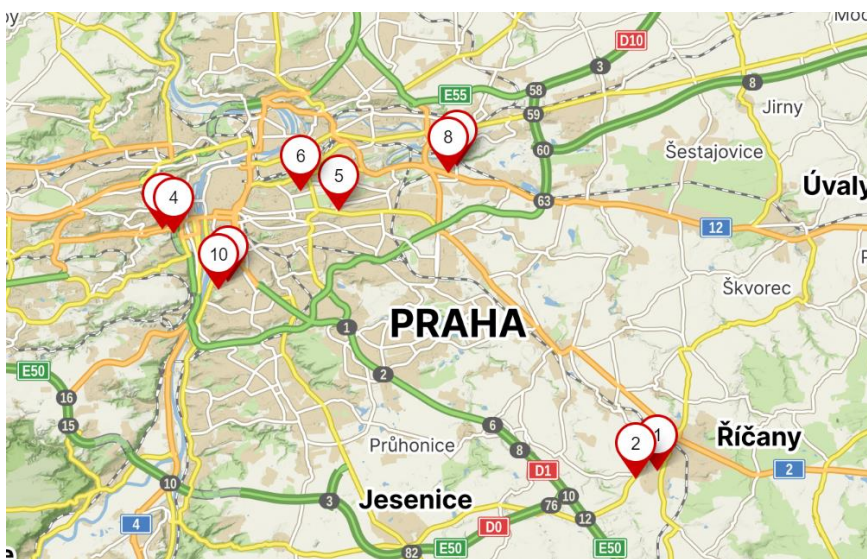 D10
3
Moc
58
E55
8
59
Jirny
8
6
60
Šestajovice
5
Úvaly
4
63
12
10
Škvorec
PRAHA
1
E50
2
16
6
1
15
Průhonice
2
Říčany
8
D1
2
10
Jesenice
10
3
76
4
D0
12
82
E50
E50
e